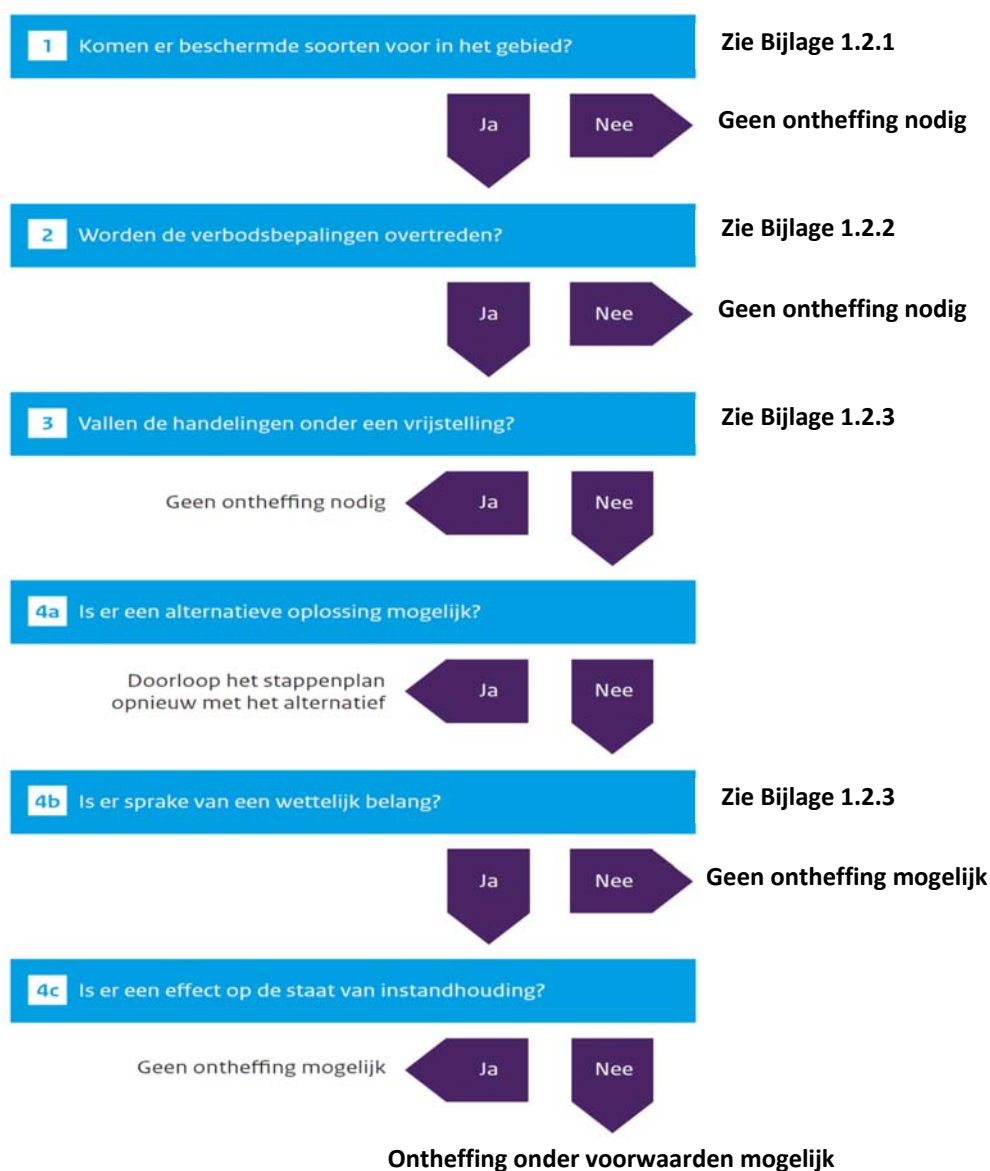 1 Komen er beschermde soorten voor in het gebied? Zie Bijlage 1.2.1
Ja Nee Geen ontheffing nodig
2 Worden de verbodsbepalingen overtreden? Zie Bijlage 1.2.2
Ja Nee Geen ontheffing nodig
3 Vallen de handelingen onder een vrijstelling? Zie Bijlage 1.2.3
Geen ontheffing nodig Ja Nee
4a Is er een alternatieve oplossing mogelijk?
Doorloop het stappenplan
opnieuw met het alternatief Ja Nee
4b Is er sprake van een wettelijk belang? Zie Bijlage 1.2.3
Ja Nee Geen ontheffing mogelijk
4c Is er een effect op de staat van instandhouding?
Geen ontheffing mogelijk Ja Nee
Ontheffing onder voorwaarden mogelijk